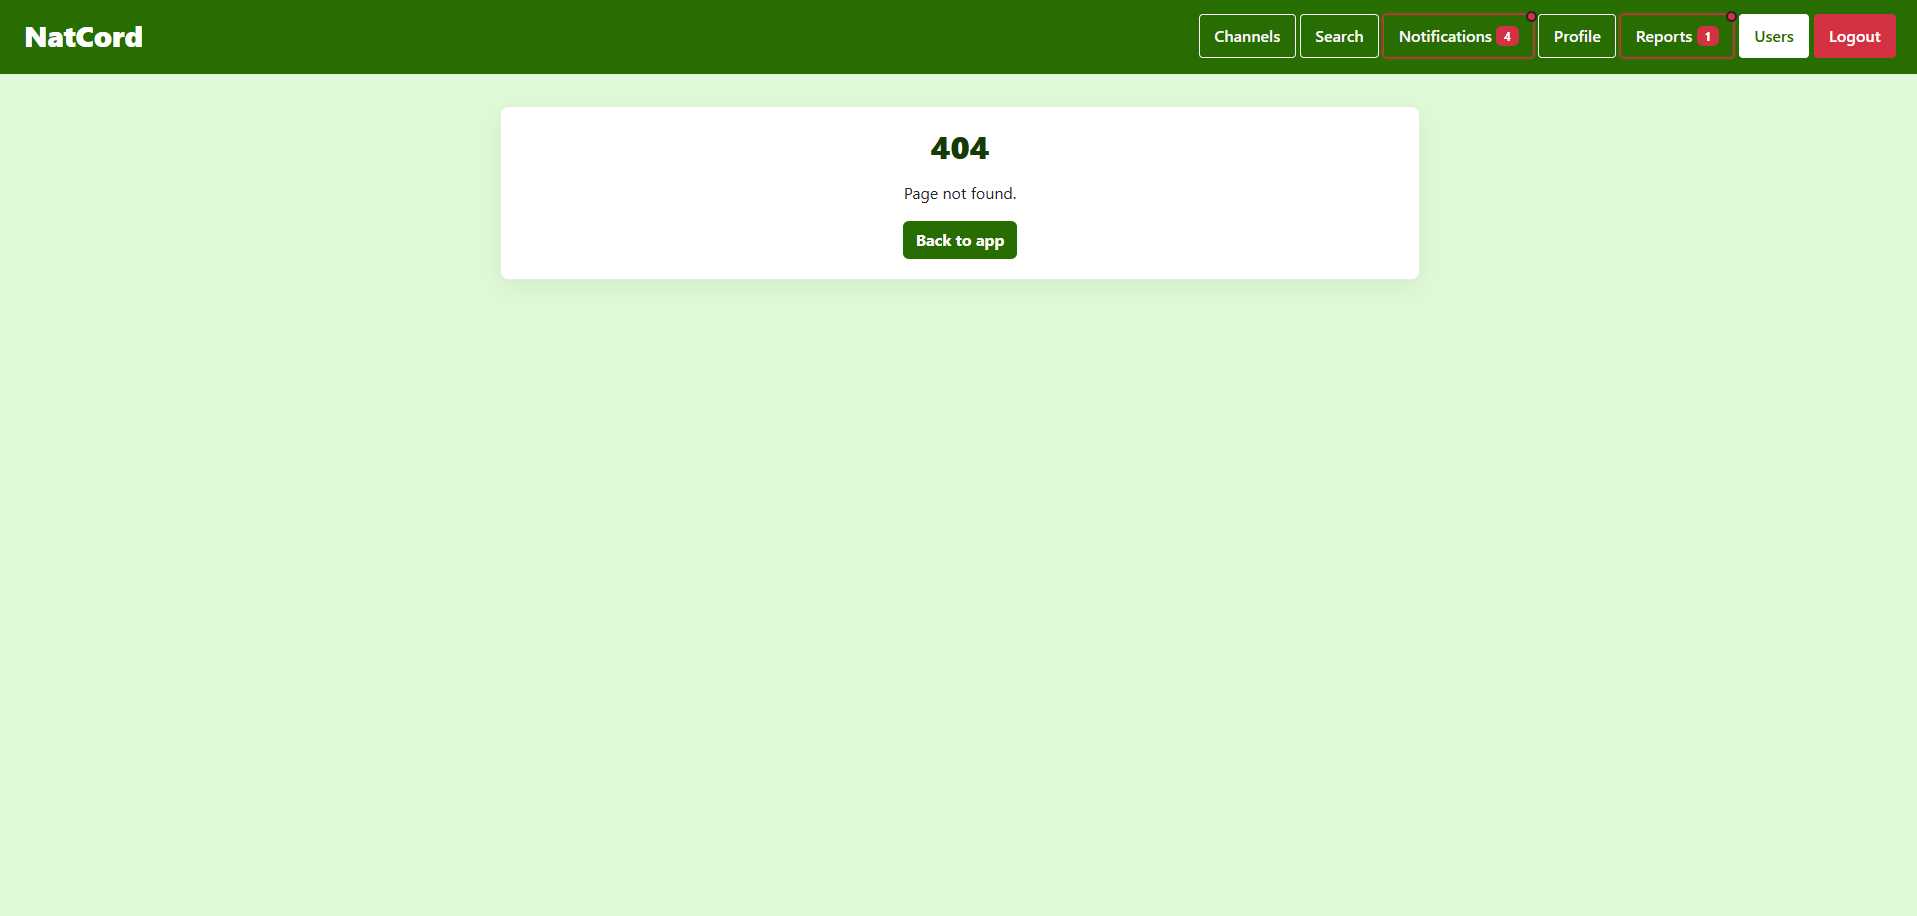 NatCord
Channels Search Notifications 4 Profile Reports 1 Users Logout
404
Page not found.
Back to app